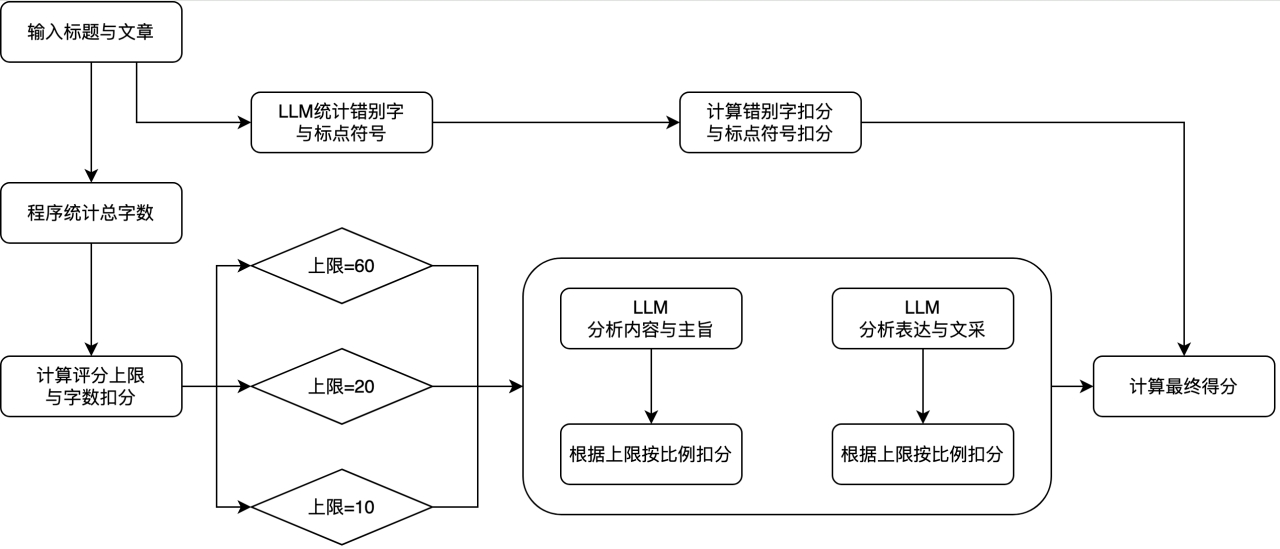 输入标题与文章
LLM统计错别字
与标点符号
计算错别字扣分
与标点符号扣分
程序统计总字数
上限=60
LLM
分析内容与主旨
LLM
分析表达与文采
计算评分上限
与字数扣分
上限=20
计算最终得分
根据上限按比例扣分
根据上限按比例扣分
上限=10